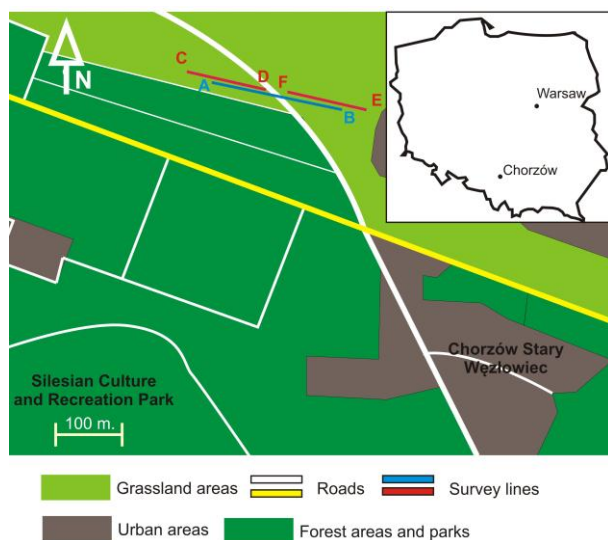 N
C
A
D
F
E
B
Warsaw
Chorzów
Silesian Culture
and Recreation Park
100 m.
Chorzów Stary
Węzłowiec
Grassland areas
Roads
Survey lines
Urban areas
Forest areas and parks